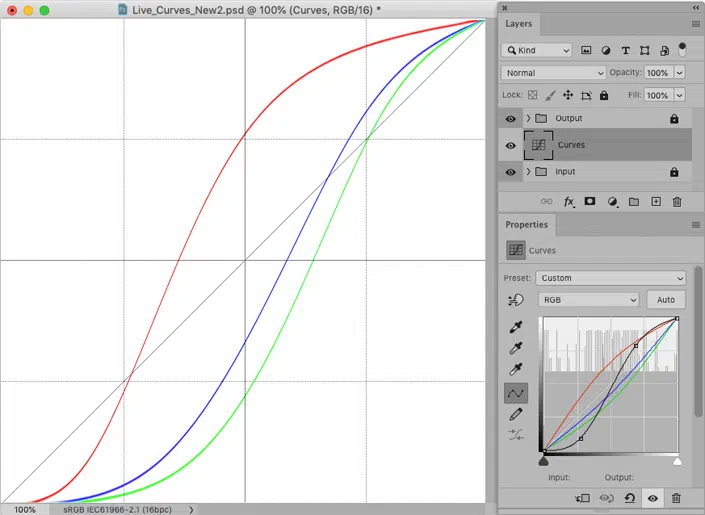 Live_Curves_New2.psd @ 100% (Curves, RGB/16) *
100%
sRGB IEC61966-2.1 (16bpc)
Layers
Kind
Normal
Opacity: 100%
Lock:
Fill: 100%
Output
Curves
Input
fx
Properties
Curves
Preset: Custom
RGB
Auto
Input:
Output: